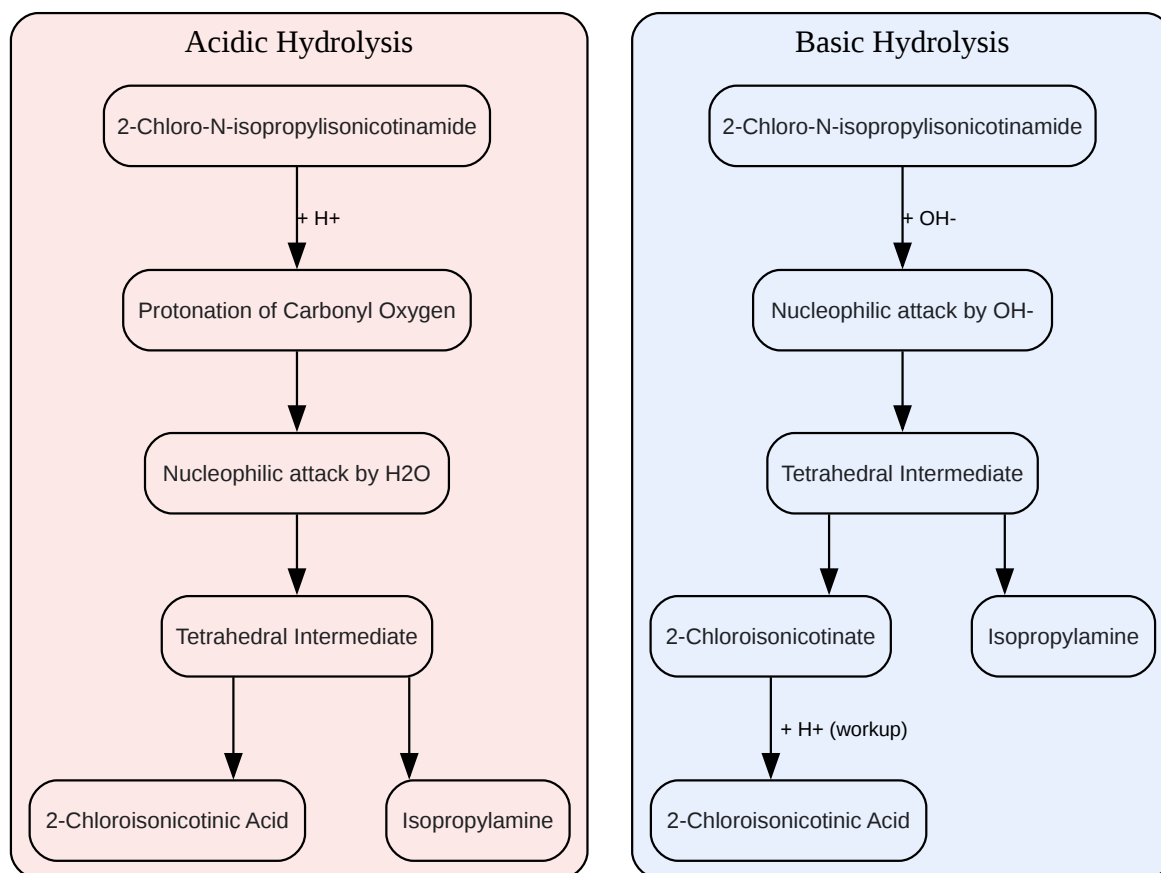 Acidic Hydrolysis
2-Chloro-N-isopropylisonicotinamide
+ H+
Protonation of Carbonyl Oxygen
Nucleophilic attack by H2O
Tetrahedral Intermediate
2-Chloroisonicotinic Acid
Isopropylamine
Basic Hydrolysis
2-Chloro-N-isopropylisonicotinamide
+ OH-
Nucleophilic attack by OH-
Tetrahedral Intermediate
2-Chloroisonicotinate
Isopropylamine
+ H+ (workup)
2-Chloroisonicotinic Acid